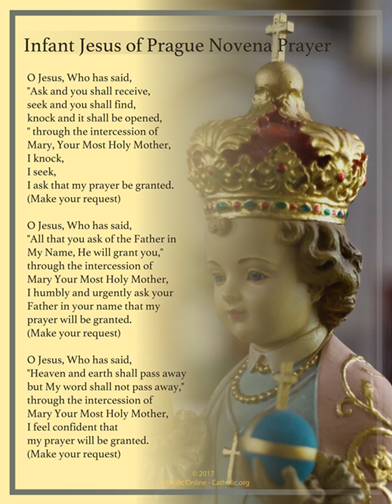 Infant Jesus of Prague Novena Prayer
O Jesus, Who has said,
"Ask and you shall receive,
seek and you shall find,
knock and it shall be opened,
" through the intercession of
Mary, Your Most Holy Mother,
I knock,
I seek,
I ask that my prayer be granted.
(Make your request)
O Jesus, Who has said,
"All that you ask of the Father in
My Name, He will grant you,"
through the intercession of
Mary Your Most Holy Mother,
I humbly and urgently ask your
Father in your name that my
prayer will be granted.
(Make your request)
O Jesus, Who has said,
"Heaven and earth shall pass away
but My word shall not pass away,"
through the intercession of
Mary Your Most Holy Mother,
I feel confident that
my prayer will be granted.
(Make your request)
© 2017
Catholic Online - Catholic.org